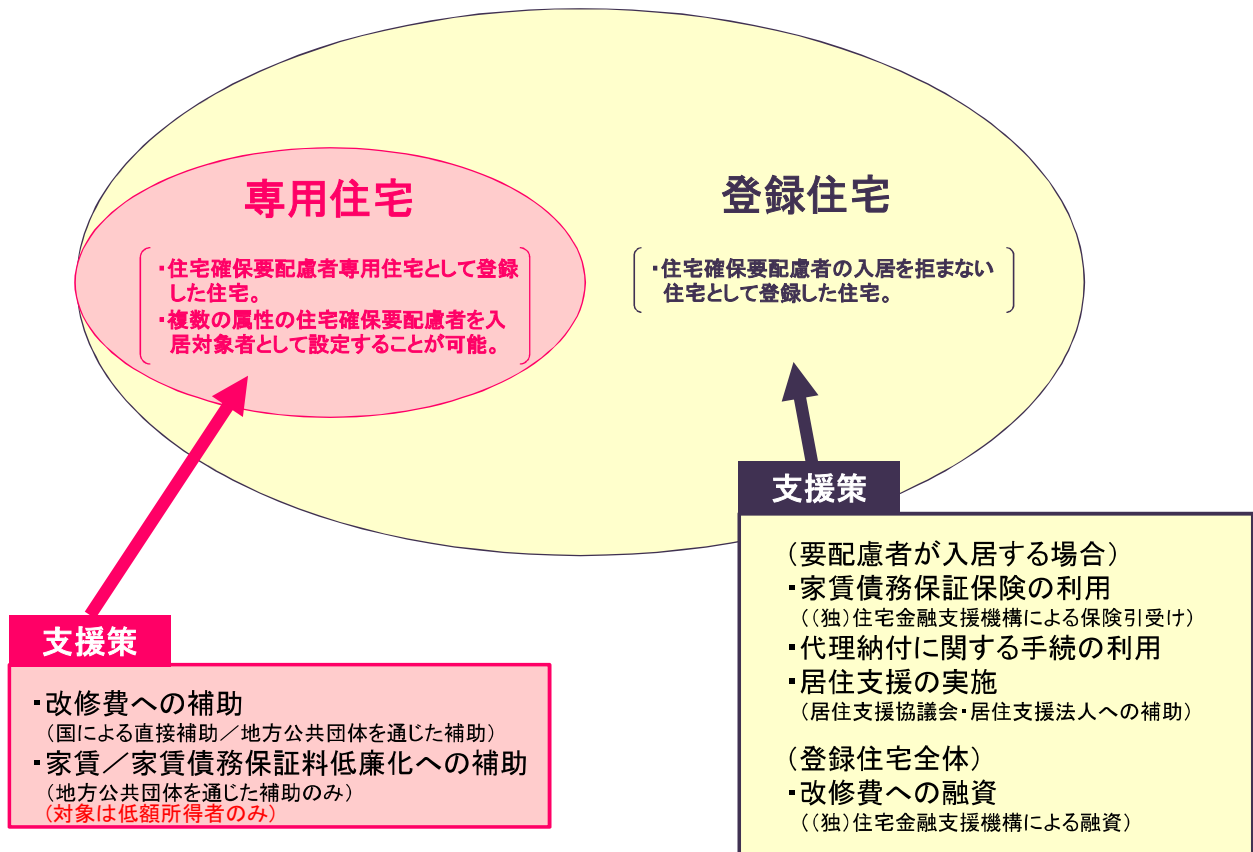 専用住宅
・住宅確保要配慮者専用住宅として登録
した住宅。
・複数の属性の住宅確保要配慮者を入
居対象者として設定することが可能。
登録住宅
・住宅確保要配慮者の入居を拒まない
住宅として登録した住宅。
支援策
・改修費への補助
（国による直接補助／地方公共団体を通じた補助）
・家賃／家賃債務保証料低廉化への補助
（地方公共団体を通じた補助のみ）
（対象は低額所得者のみ）
支援策
（要配慮者が入居する場合）
・家賃債務保証保険の利用
（（独）住宅金融支援機構による保険引受け）
・代理納付に関する手続の利用
・居住支援の実施
（居住支援協議会・居住支援法人への補助）
（登録住宅全体）
・改修費への融資
（（独）住宅金融支援機構による融資）